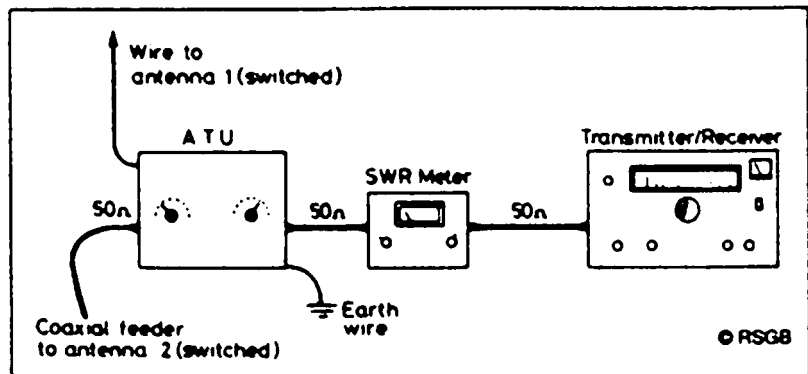 Wire to
antenna 1 (switched)
ATU
Transmitter/Receiver
SWR Meter
50Ω
50Ω
50Ω
Earth
wire
Coaxial feeder
to antenna 2 (switched)
© RSGB